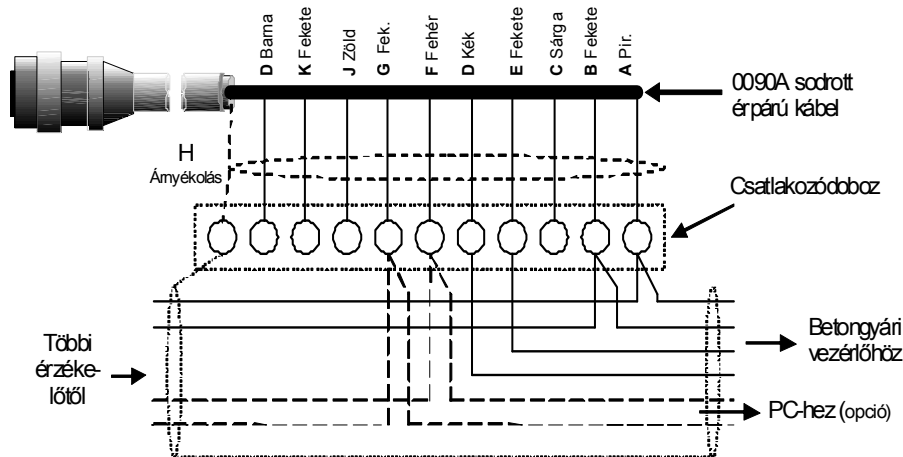 D Barna
K Fekete
J Zöld
G Fek.
F Fehér
D Kék
E Fekete
C Sárga
B Fekete
A Pir.
0090A sodrott
érpárú kábel
H
Árnyékolás
Csatlakozódoboz
Többi
érzéke-
lőtől
Betongyári
vezérlőhöz
PC-hez (opció)